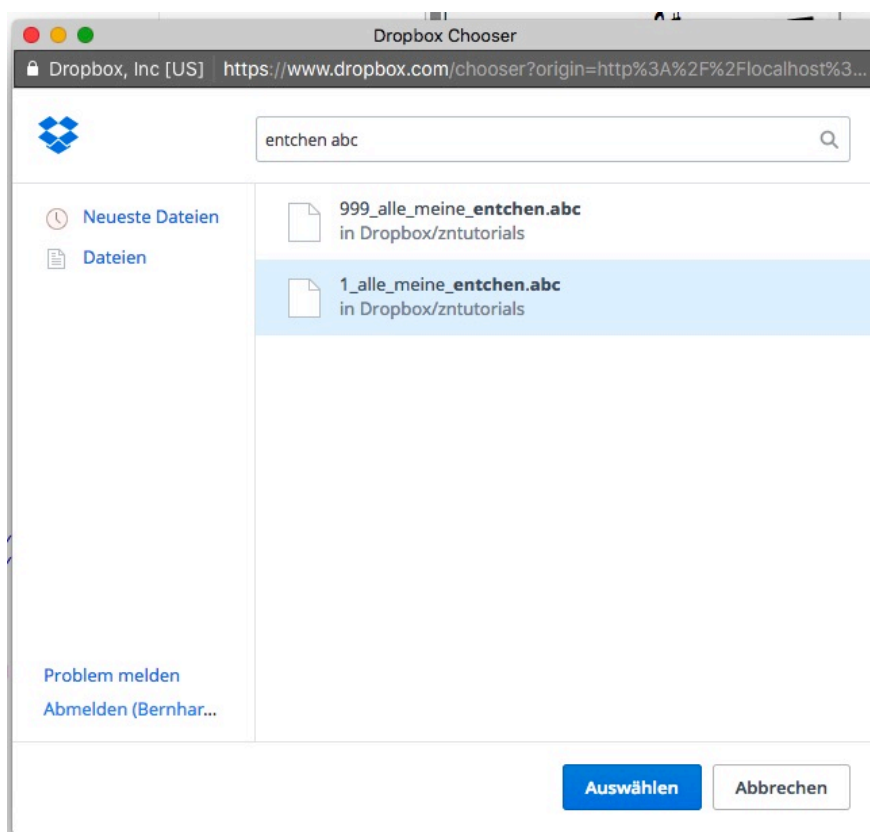 Dropbox Chooser
Dropbox, Inc [US] https://www.dropbox.com/chooser?origin=http%3A%2F%2Flocalhost%3...
entchen abc
Neueste Dateien
Dateien
999_alle_meine_entchen.abc
in Dropbox/zntutorials
1_alle_meine_entchen.abc
in Dropbox/zntutorials
Problem melden
Abmelden (Bernhar...
Auswählen Abbrechen